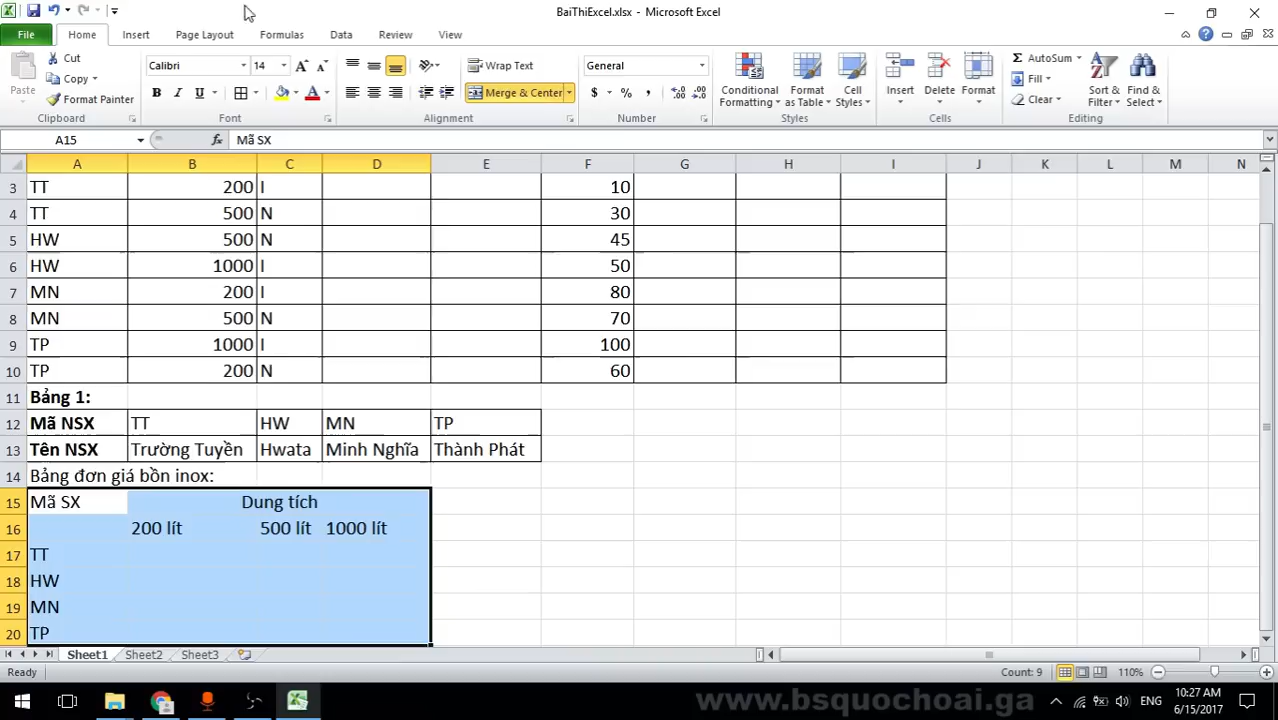 BaiThiExcel.xlsx - Microsoft Excel
File Home Insert Page Layout Formulas Data Review View
Cut Calibri 14 Wrap Text General AutoSum
Copy Fill
Paste Format Painter B I U A Merge & Center $ % , Conditional Formatting Format as Table Cell Styles Insert Delete Format Clear Sort & Filter Find & Select
Clipboard Font Alignment Number Styles Cells Editing
A15 fx Mã SX
A B C D E F G H I J K L M N
3 TT 200 I 10
4 TT 500 N 30
5 HW 500 N 45
6 HW 1000 I 50
7 MN 200 I 80
8 MN 500 N 70
9 TP 1000 I 100
10 TP 200 N 60
11 Bảng 1:
12 Mã NSX TT HW MN TP
13 Tên NSX Trường Tuyền Hwata Minh Nghĩa Thành Phát
14 Bảng đơn giá bồn inox:
15 Mã SX Dung tích
16 200 lít 500 lít 1000 lít
17 TT
18 HW
19 MN
20 TP
Sheet1 Sheet2 Sheet3
Ready Count: 9 110%
www.bsquochoai.ga
ENG 10:27 AM
6/15/2017